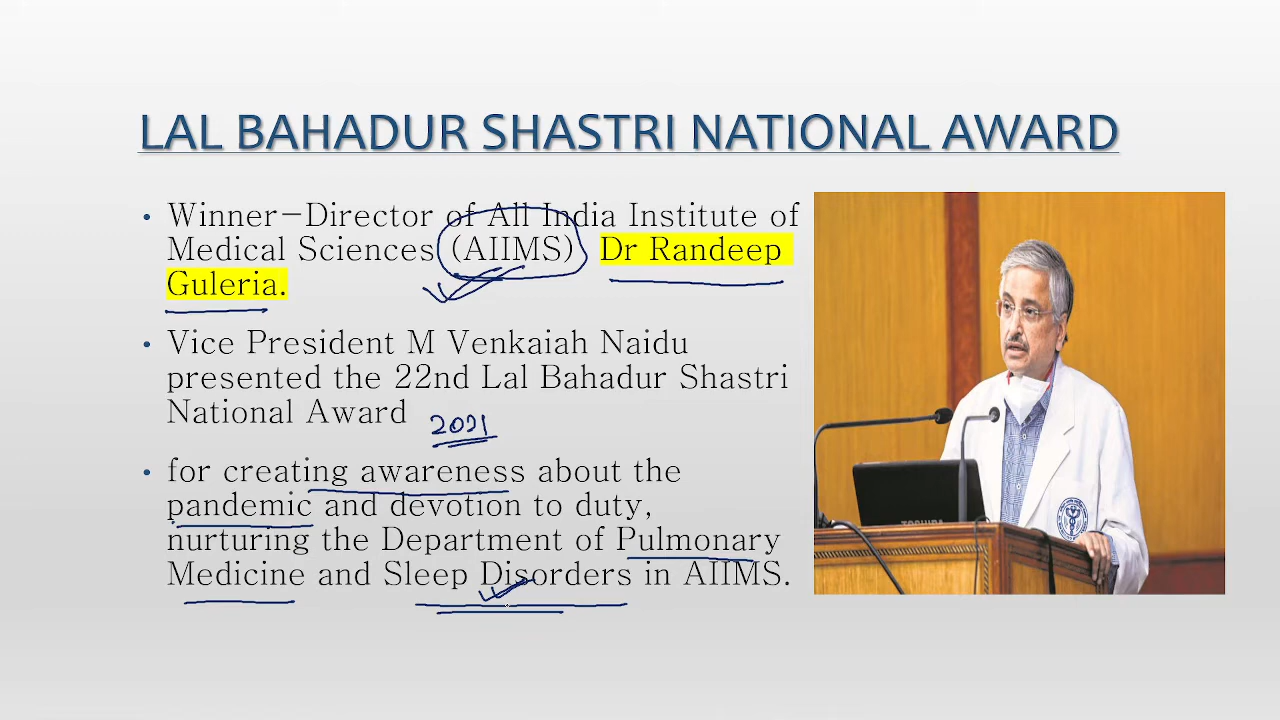 LAL BAHADUR SHASTRI NATIONAL AWARD
• Winner-Director of All India Institute of
Medical Sciences (AIIMS) Dr Randeep
Guleria.
• Vice President M Venkaiah Naidu
presented the 22nd Lal Bahadur Shastri
National Award
2021
• for creating awareness about the
pandemic and devotion to duty,
nurturing the Department of Pulmonary
Medicine and Sleep Disorders in AIIMS.
TOSHIBA